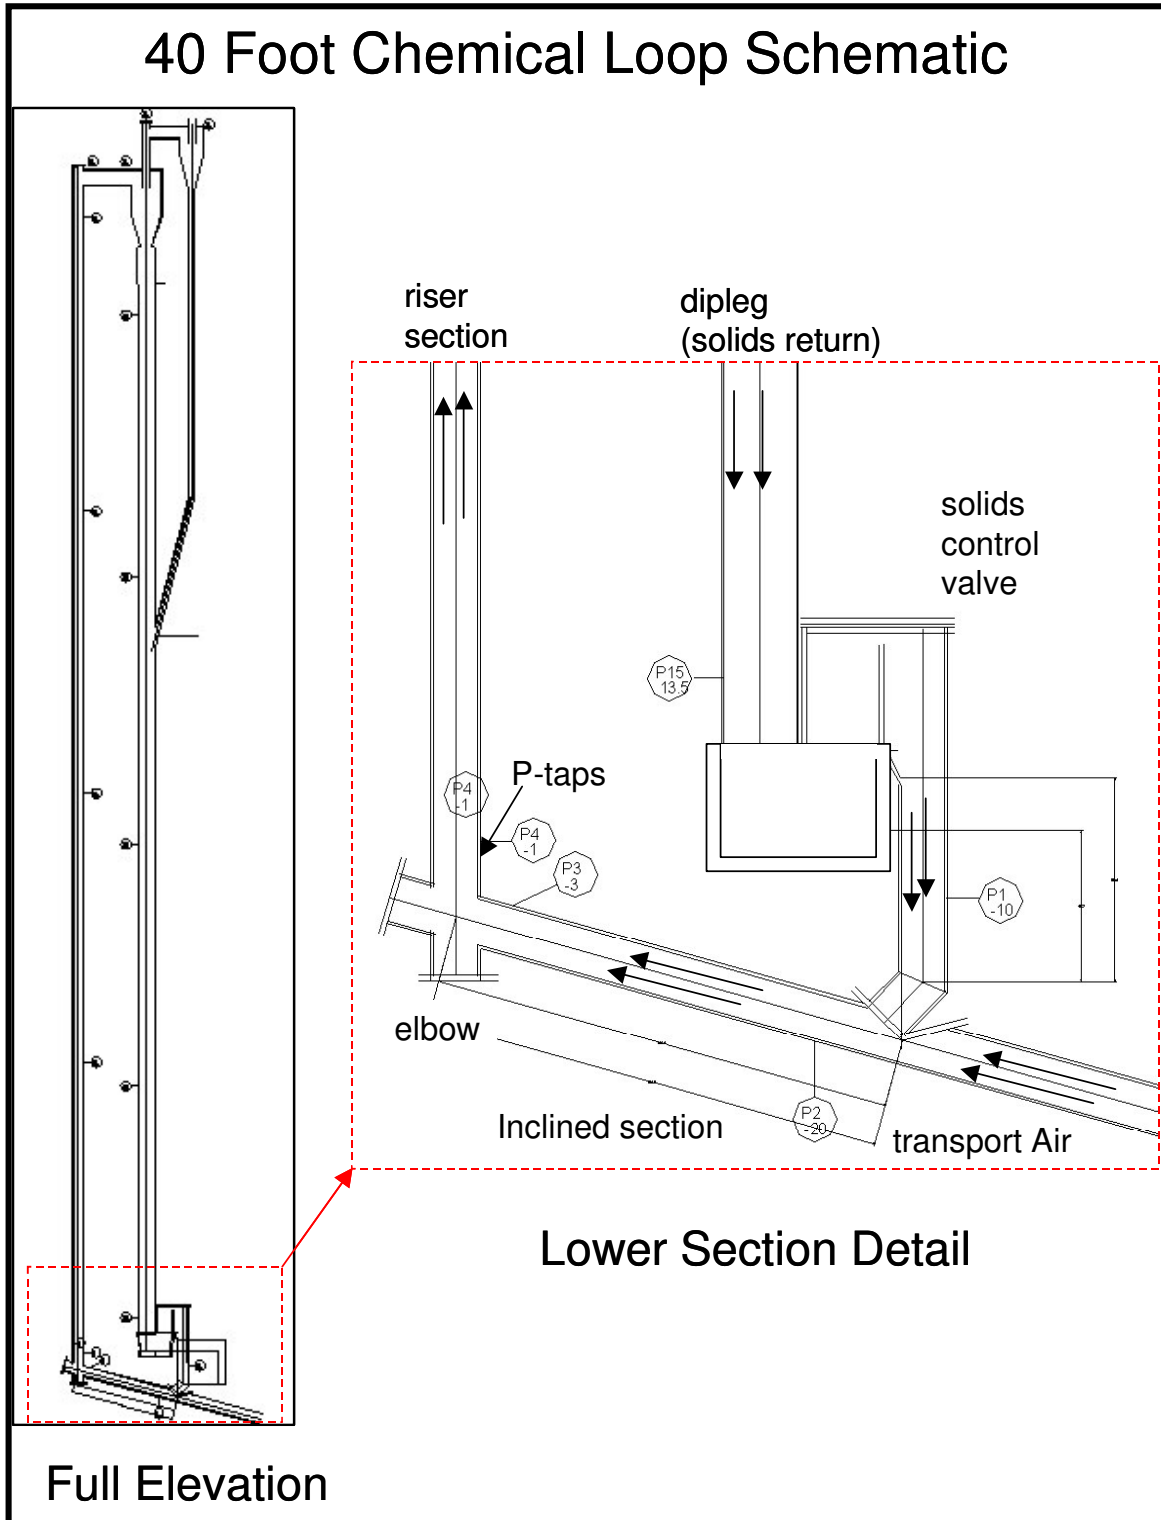 40 Foot Chemical Loop Schematic
riser
section
dipleg
(solids return)
solids
control
valve
P15
13.5
P-taps
P4
-1
P4
-1
P3
-3
P1
-10
elbow
P2
-20
Inclined section
transport Air
Lower Section Detail
Full Elevation